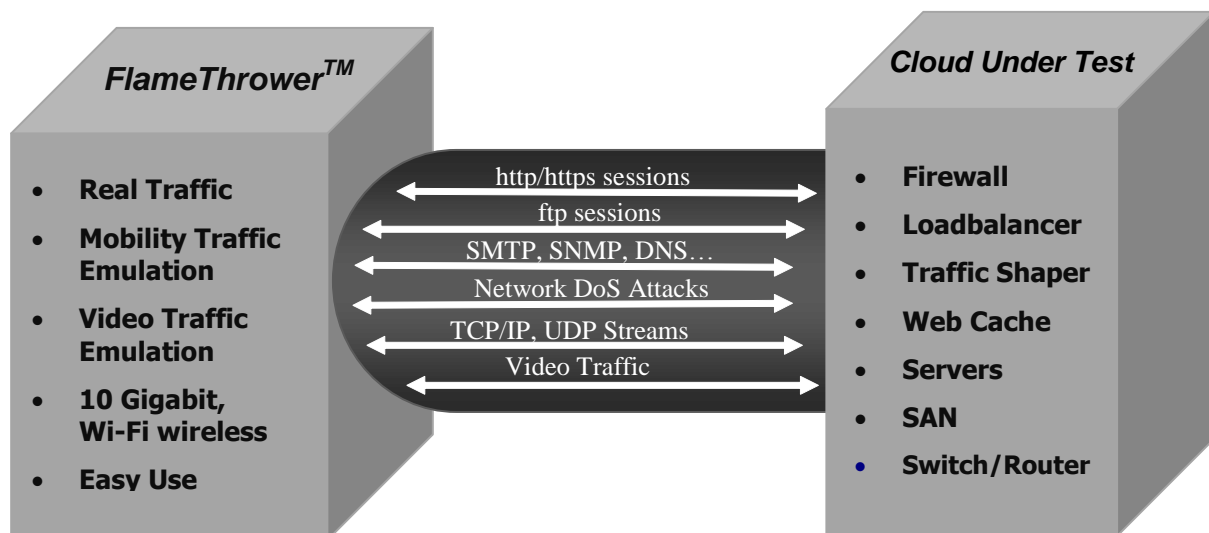 FlameThrower™
• Real Traffic
• Mobility Traffic
Emulation
• Video Traffic
Emulation
• 10 Gigabit,
Wi-Fi wireless
• Easy Use
http/https sessions
ftp sessions
SMTP, SNMP, DNS…
Network DoS Attacks
TCP/IP, UDP Streams
Video Traffic
Cloud Under Test
• Firewall
• Loadbalancer
• Traffic Shaper
• Web Cache
• Servers
• SAN
• Switch/Router